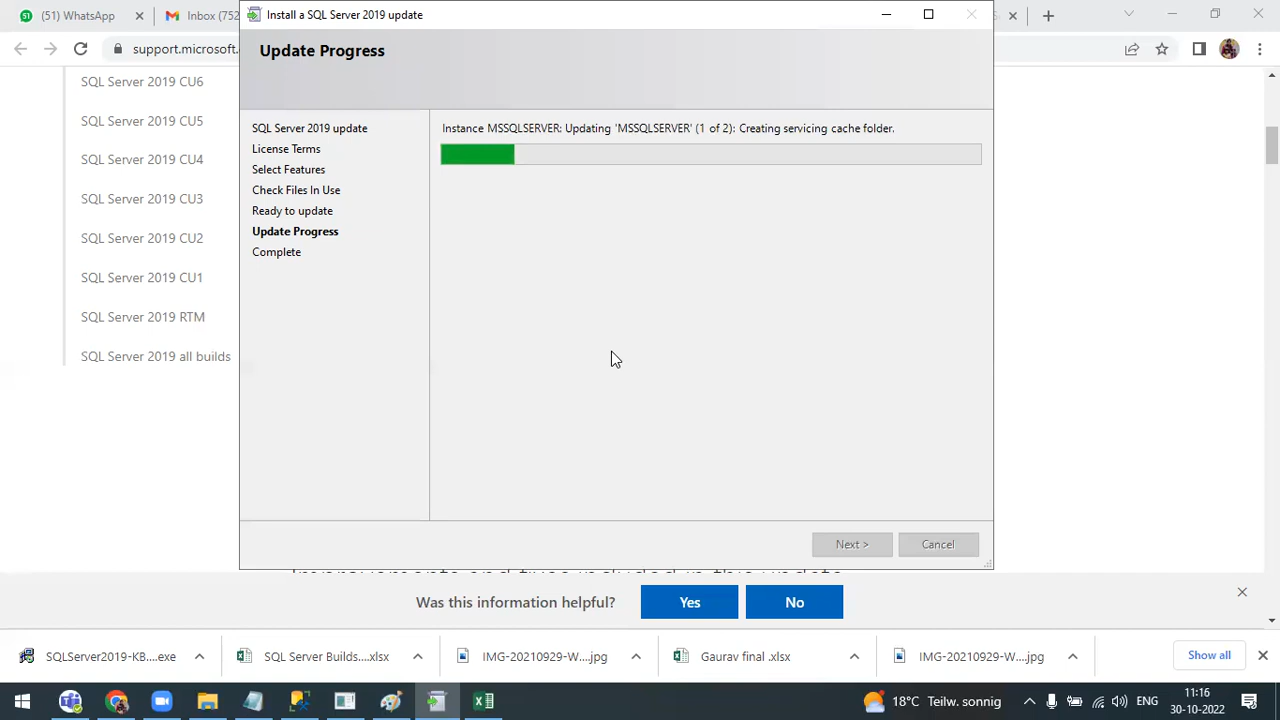 (51) WhatsApp
Inbox (752
Install a SQL Server 2019 update
support.microsoft.
Update Progress
SQL Server 2019 CU6
SQL Server 2019 CU5
SQL Server 2019 CU4
SQL Server 2019 CU3
SQL Server 2019 CU2
SQL Server 2019 CU1
SQL Server 2019 RTM
SQL Server 2019 all builds
SQL Server 2019 update
License Terms
Select Features
Check Files In Use
Ready to update
Update Progress
Complete
Instance MSSQLSERVER: Updating 'MSSQLSERVER' (1 of 2): Creating servicing cache folder.
Next >
Cancel
Was this information helpful?
Yes
No
SQLServer2019-KB....exe
SQL Server Builds....xlsx
IMG-20210929-W....jpg
Gaurav final .xlsx
IMG-20210929-W....jpg
Show all
18°C Teilw. sonnig
ENG
11:16
30-10-2022